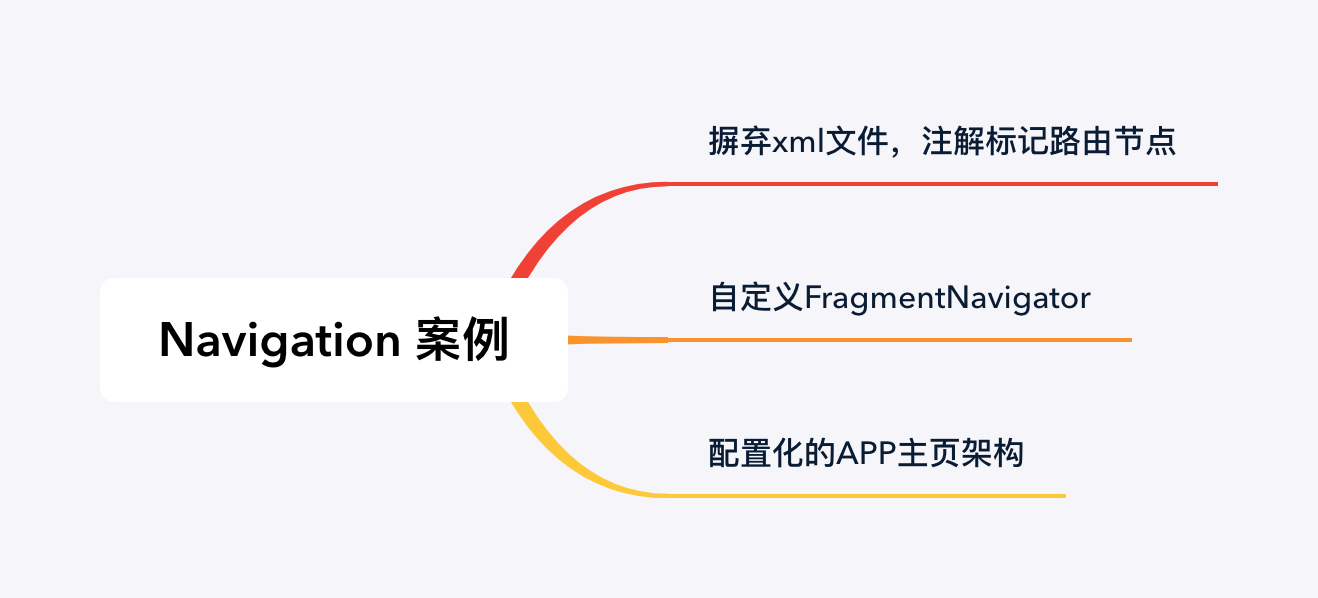 摒弃xml文件，注解标记路由节点
自定义FragmentNavigator
Navigation 案例
配置化的APP主页架构